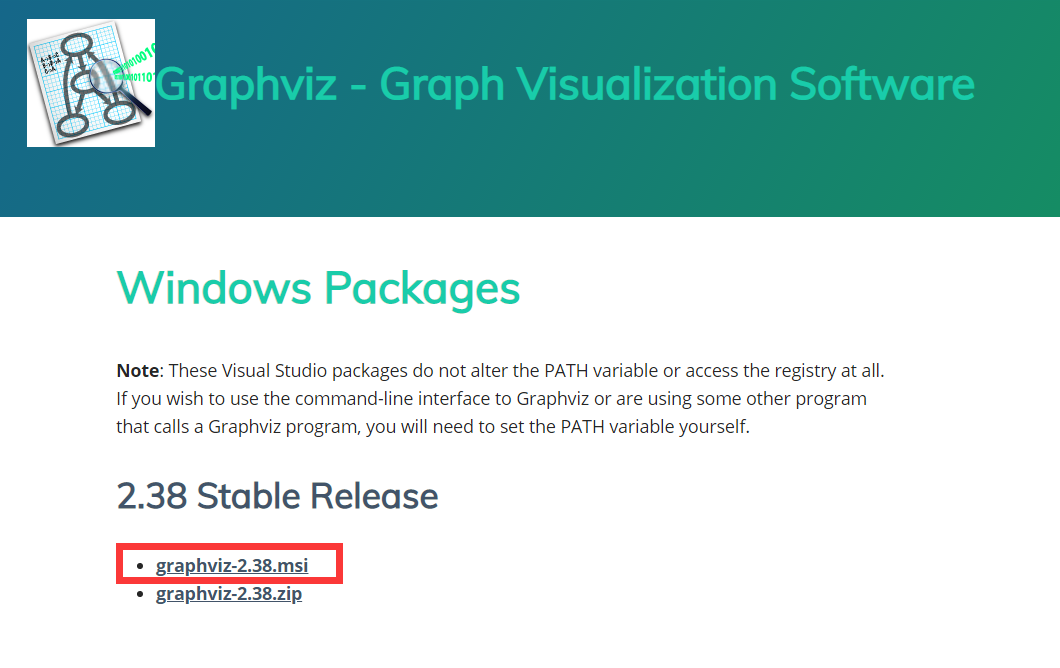 Graphviz - Graph Visualization Software
Windows Packages
Note: These Visual Studio packages do not alter the PATH variable or access the registry at all.
If you wish to use the command-line interface to Graphviz or are using some other program
that calls a Graphviz program, you will need to set the PATH variable yourself.
2.38 Stable Release
graphviz-2.38.msi
graphviz-2.38.zip